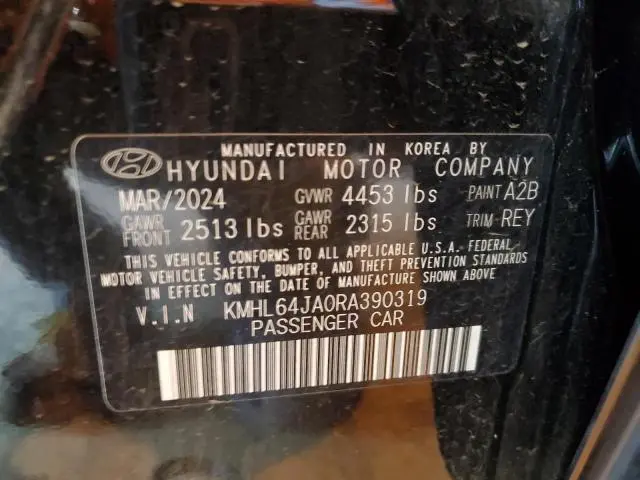 MANUFACTURED IN KOREA BY
HYUNDAI MOTOR COMPANY
MAR/2024 GVWR 4453 lbs PAINT A2B
GAWR FRONT 2513 lbs GAWR REAR 2315 lbs TRIM REY
THIS VEHICLE CONFORMS TO ALL APPLICABLE U.S.A. FEDERAL
MOTOR VEHICLE SAFETY, BUMPER, AND THEFT PREVENTION STANDARDS
IN EFFECT ON THE DATE OF MANUFACTURE SHOWN ABOVE
V.I.N KMHL64JA0RA390319
PASSENGER CAR